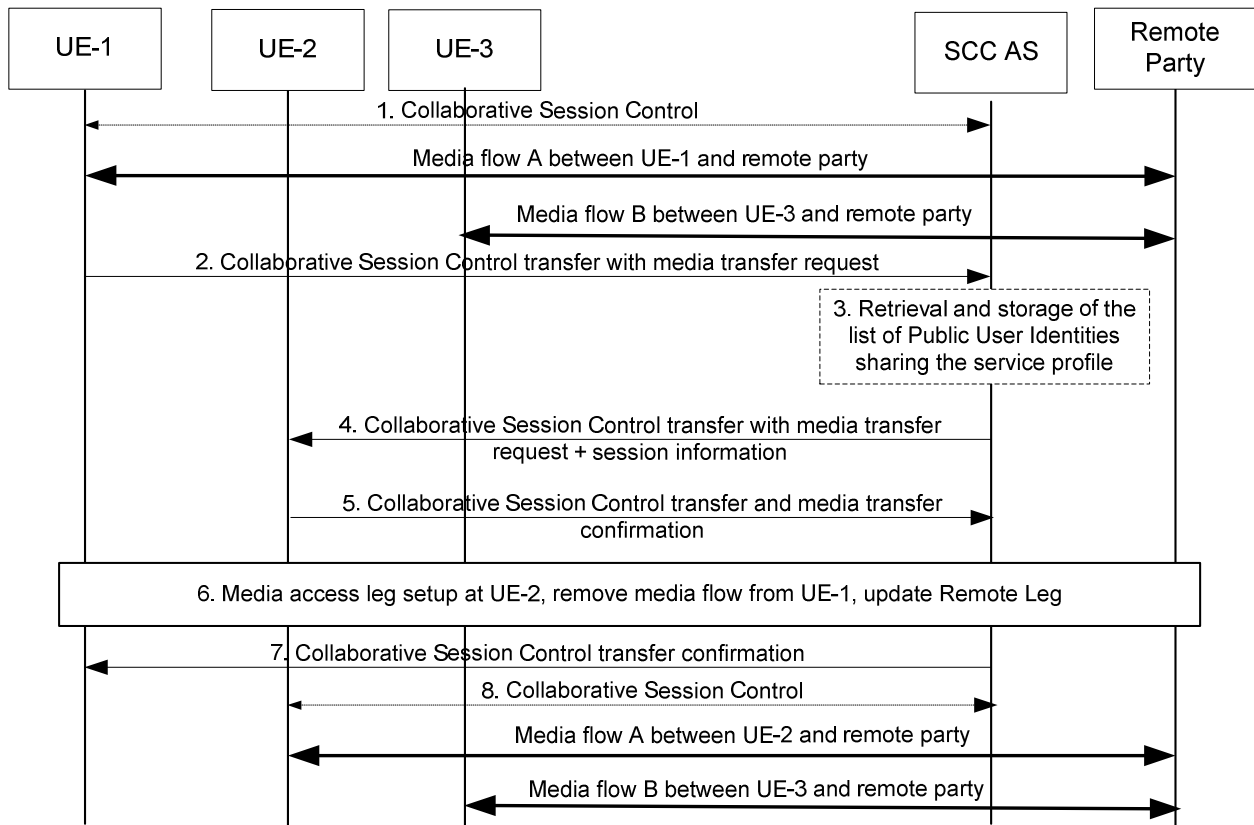 UE-1
UE-2
UE-3
SCC AS
Remote
Party
1. Collaborative Session Control
Media flow A between UE-1 and remote party
Media flow B between UE-3 and remote party
2. Collaborative Session Control transfer with media transfer request
3. Retrieval and storage of the
list of Public User Identities
sharing the service profile
4. Collaborative Session Control transfer with media transfer
request + session information
5. Collaborative Session Control transfer and media transfer
confirmation
6. Media access leg setup at UE-2, remove media flow from UE-1, update Remote Leg
7. Collaborative Session Control transfer confirmation
8. Collaborative Session Control
Media flow A between UE-2 and remote party
Media flow B between UE-3 and remote party